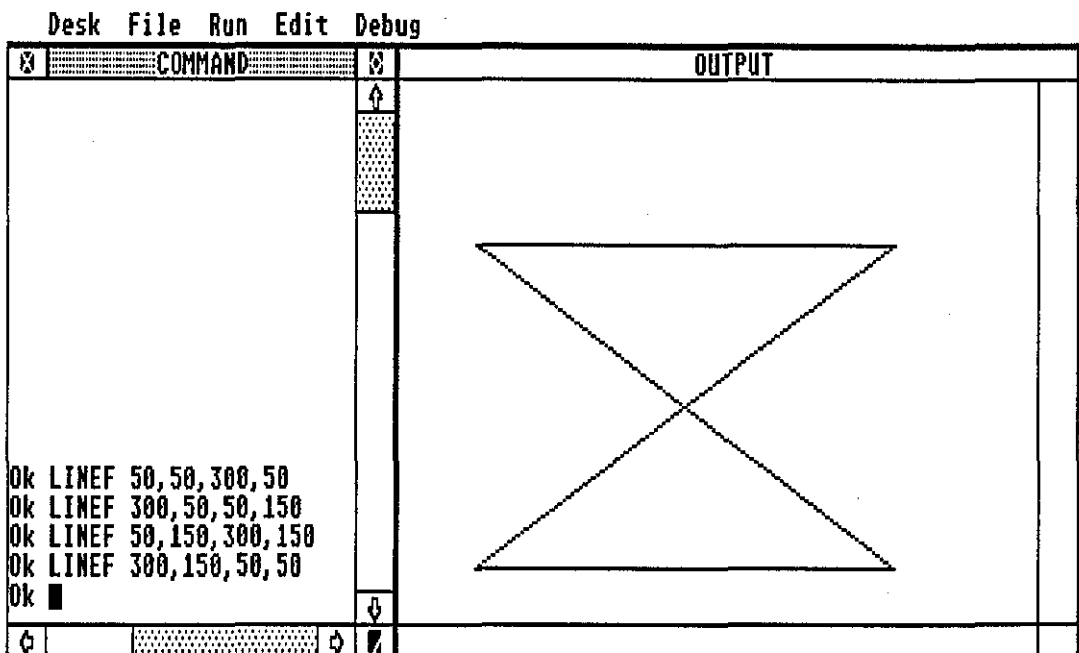 Desk File Run Edit Debug
COMMAND
OUTPUT
Ok LINEF 50,50,300,50
Ok LINEF 300,50,50,150
Ok LINEF 50,150,300,150
Ok LINEF 300,150,50,50
Ok